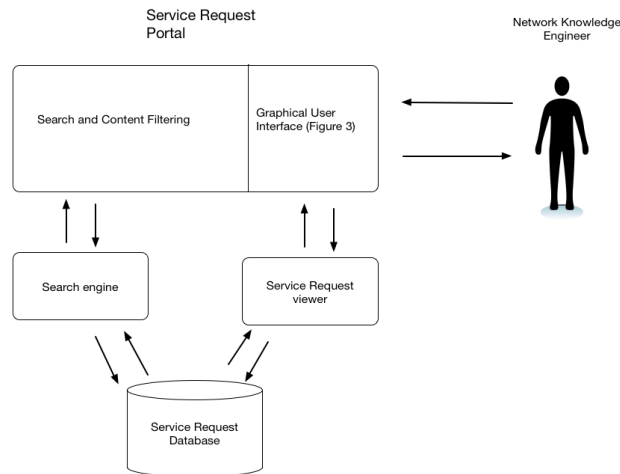 Service Request
Portal
Network Knowledge
Engineer
Search and Content Filtering
Graphical User
Interface (Figure 3)
Search engine
Service Request
viewer
Service Request
Database